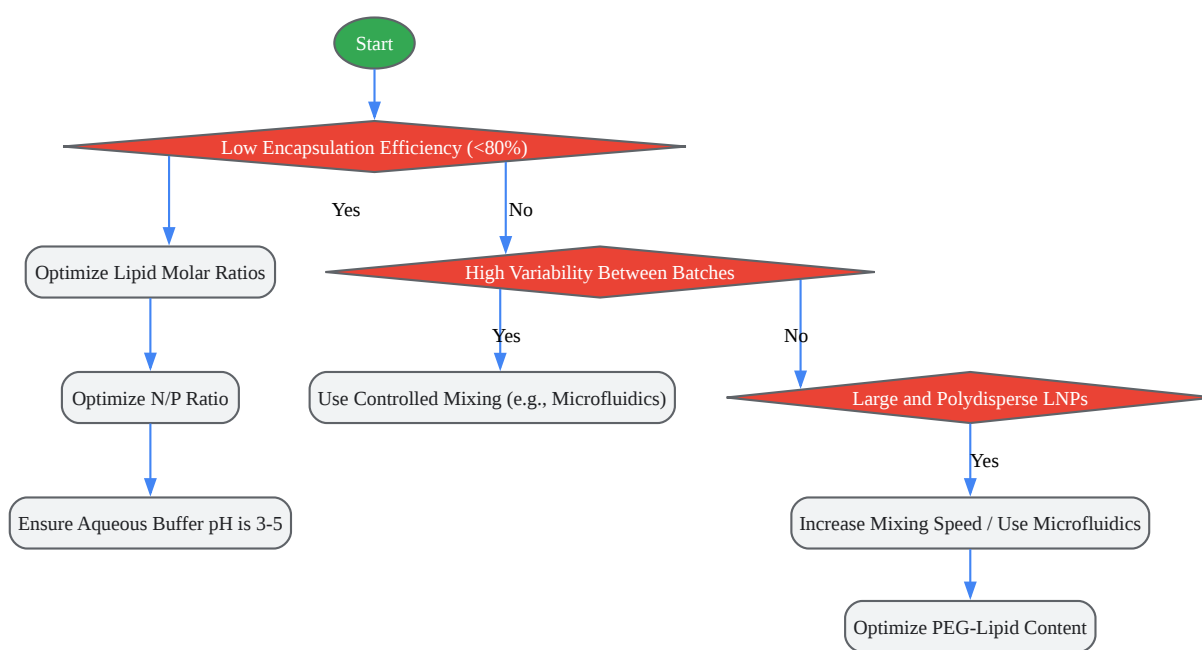 Start
Low Encapsulation Efficiency (<80%)
Yes
No
Optimize Lipid Molar Ratios
High Variability Between Batches
Yes
No
Optimize N/P Ratio
Use Controlled Mixing (e.g., Microfluidics)
Large and Polydisperse LNPs
Yes
Ensure Aqueous Buffer pH is 3-5
Increase Mixing Speed / Use Microfluidics
Optimize PEG-Lipid Content